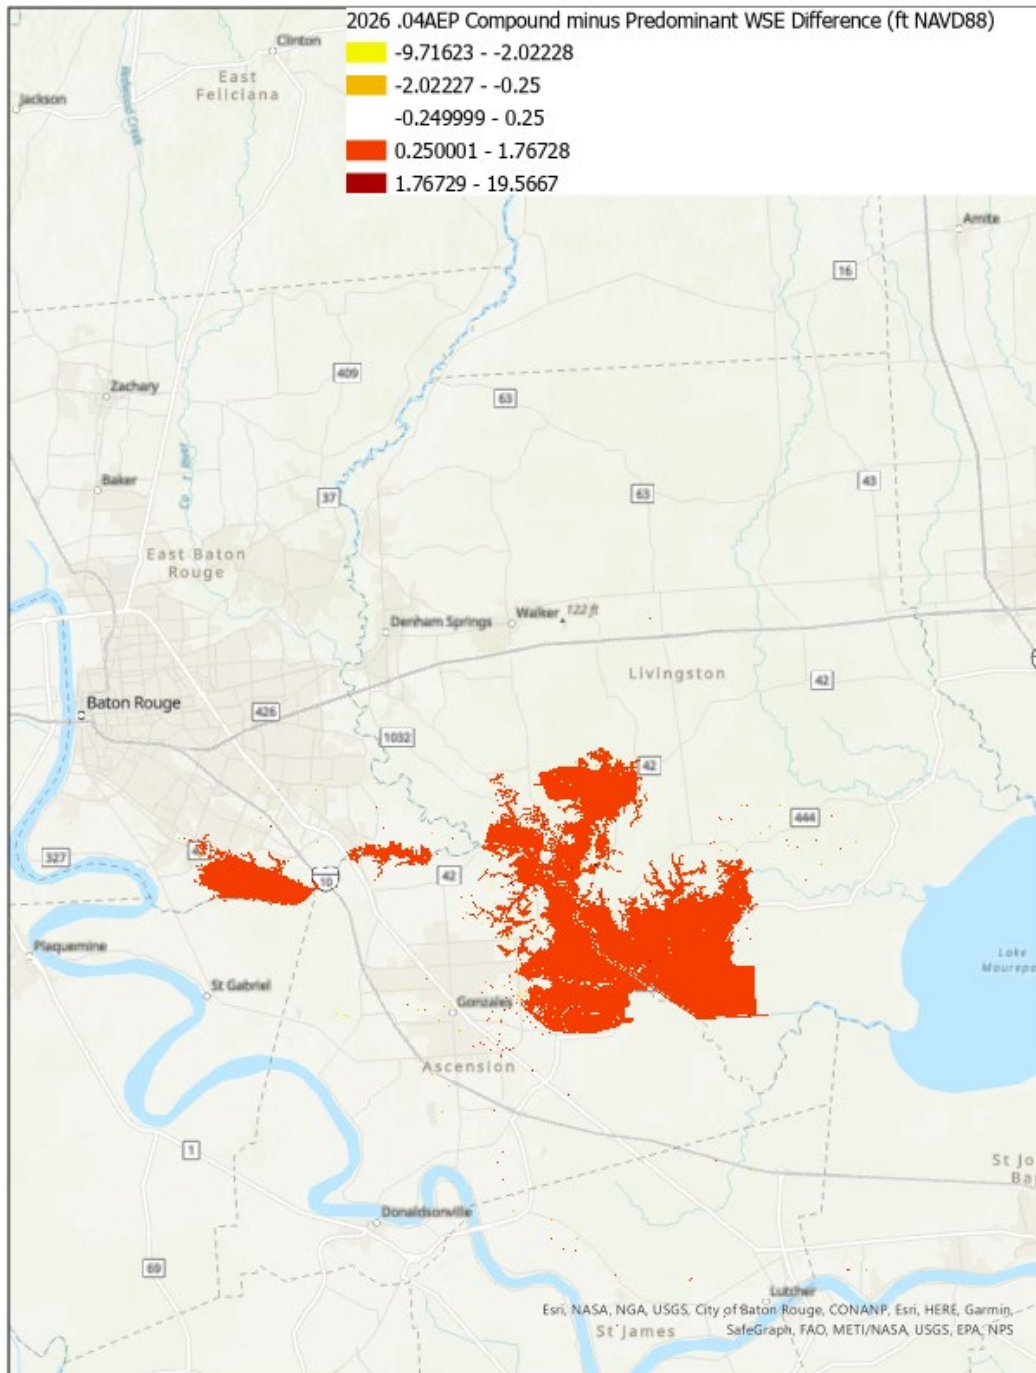 2026 .04AEP Compound minus Predominant WSE Difference (ft NAVD88)
-9.71623 - -2.02228
-2.02227 - -0.25
-0.249999 - 0.25
0.250001 - 1.76728
1.76729 - 19.5667
Clinton
East
Feliciana
Jackson
Redwood Creek
Amite
16
409
63
Zachary
Baker
37
63
43
River
East Baton
Rouge
Denham Springs
Walker
122 ft
Livingston
42
Baton Rouge
426
1032
42
444
327
10
42
Plaquemine
St Gabriel
Gonzales
Lake
Ascension
1
St Jo
Ba
Donaldsonville
69
Lutcher
Esri, NASA, NGA, USGS, City of Baton Rouge, CONANP, Esri, HERE, Garmin,
St James
SafeGraph, FAO, METI/NASA, USGS, EPA, NPS